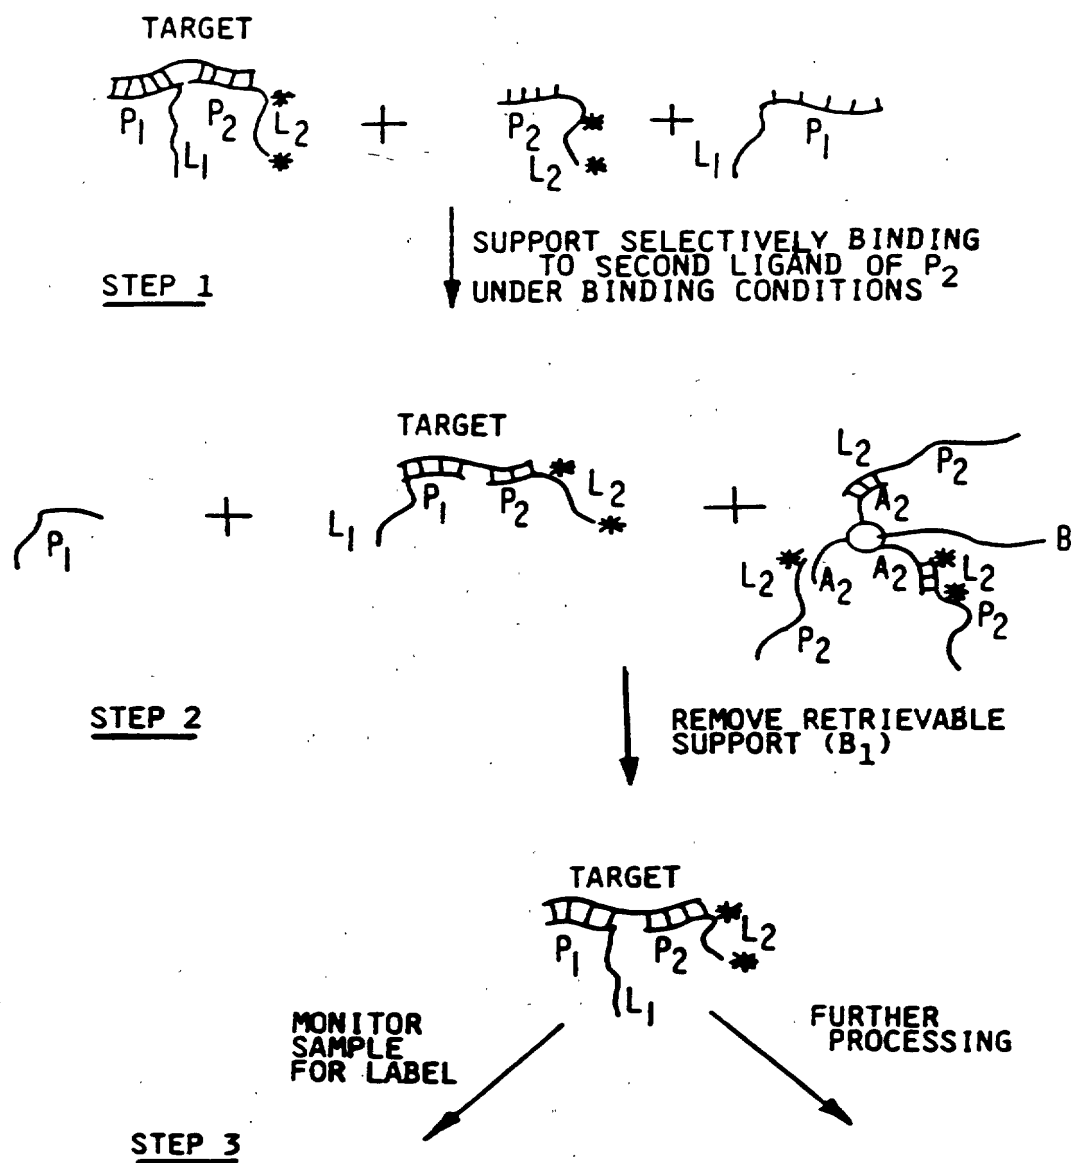 TARGET
P1 P2 L2
L1
+
P2
L2
+
L1 P1
STEP 1
SUPPORT SELECTIVELY BINDING
TO SECOND LIGAND OF P2
UNDER BINDING CONDITIONS
P1
+
TARGET
L1 P1 P2 L2
+
L2 P2
A2
B
L2 A2 A2 L2
P2 P2
STEP 2
REMOVE RETRIEVABLE
SUPPORT (B1)
TARGET
P1 P2 L2
L1
MONITOR
SAMPLE
FOR LABEL
FURTHER
PROCESSING
STEP 3